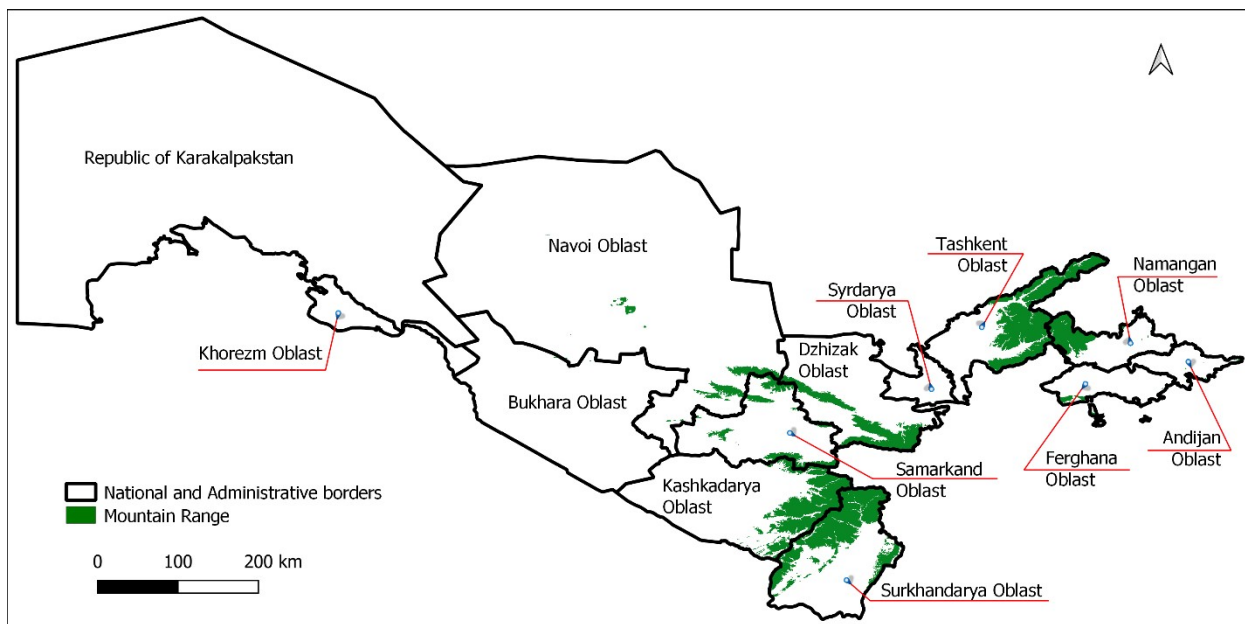 Republic of Karakalpakstan
Navoi Oblast
Tashkent
Oblast
Namangan
Oblast
Syrdarya
Oblast
Khorezm Oblast
Dzhizak
Oblast
Bukhara Oblast
Andijan
Oblast
Ferghana
Oblast
Samarkand
Oblast
Kashkadarya
Oblast
National and Administrative borders
Mountain Range
0 100 200 km
Surkhandarya Oblast